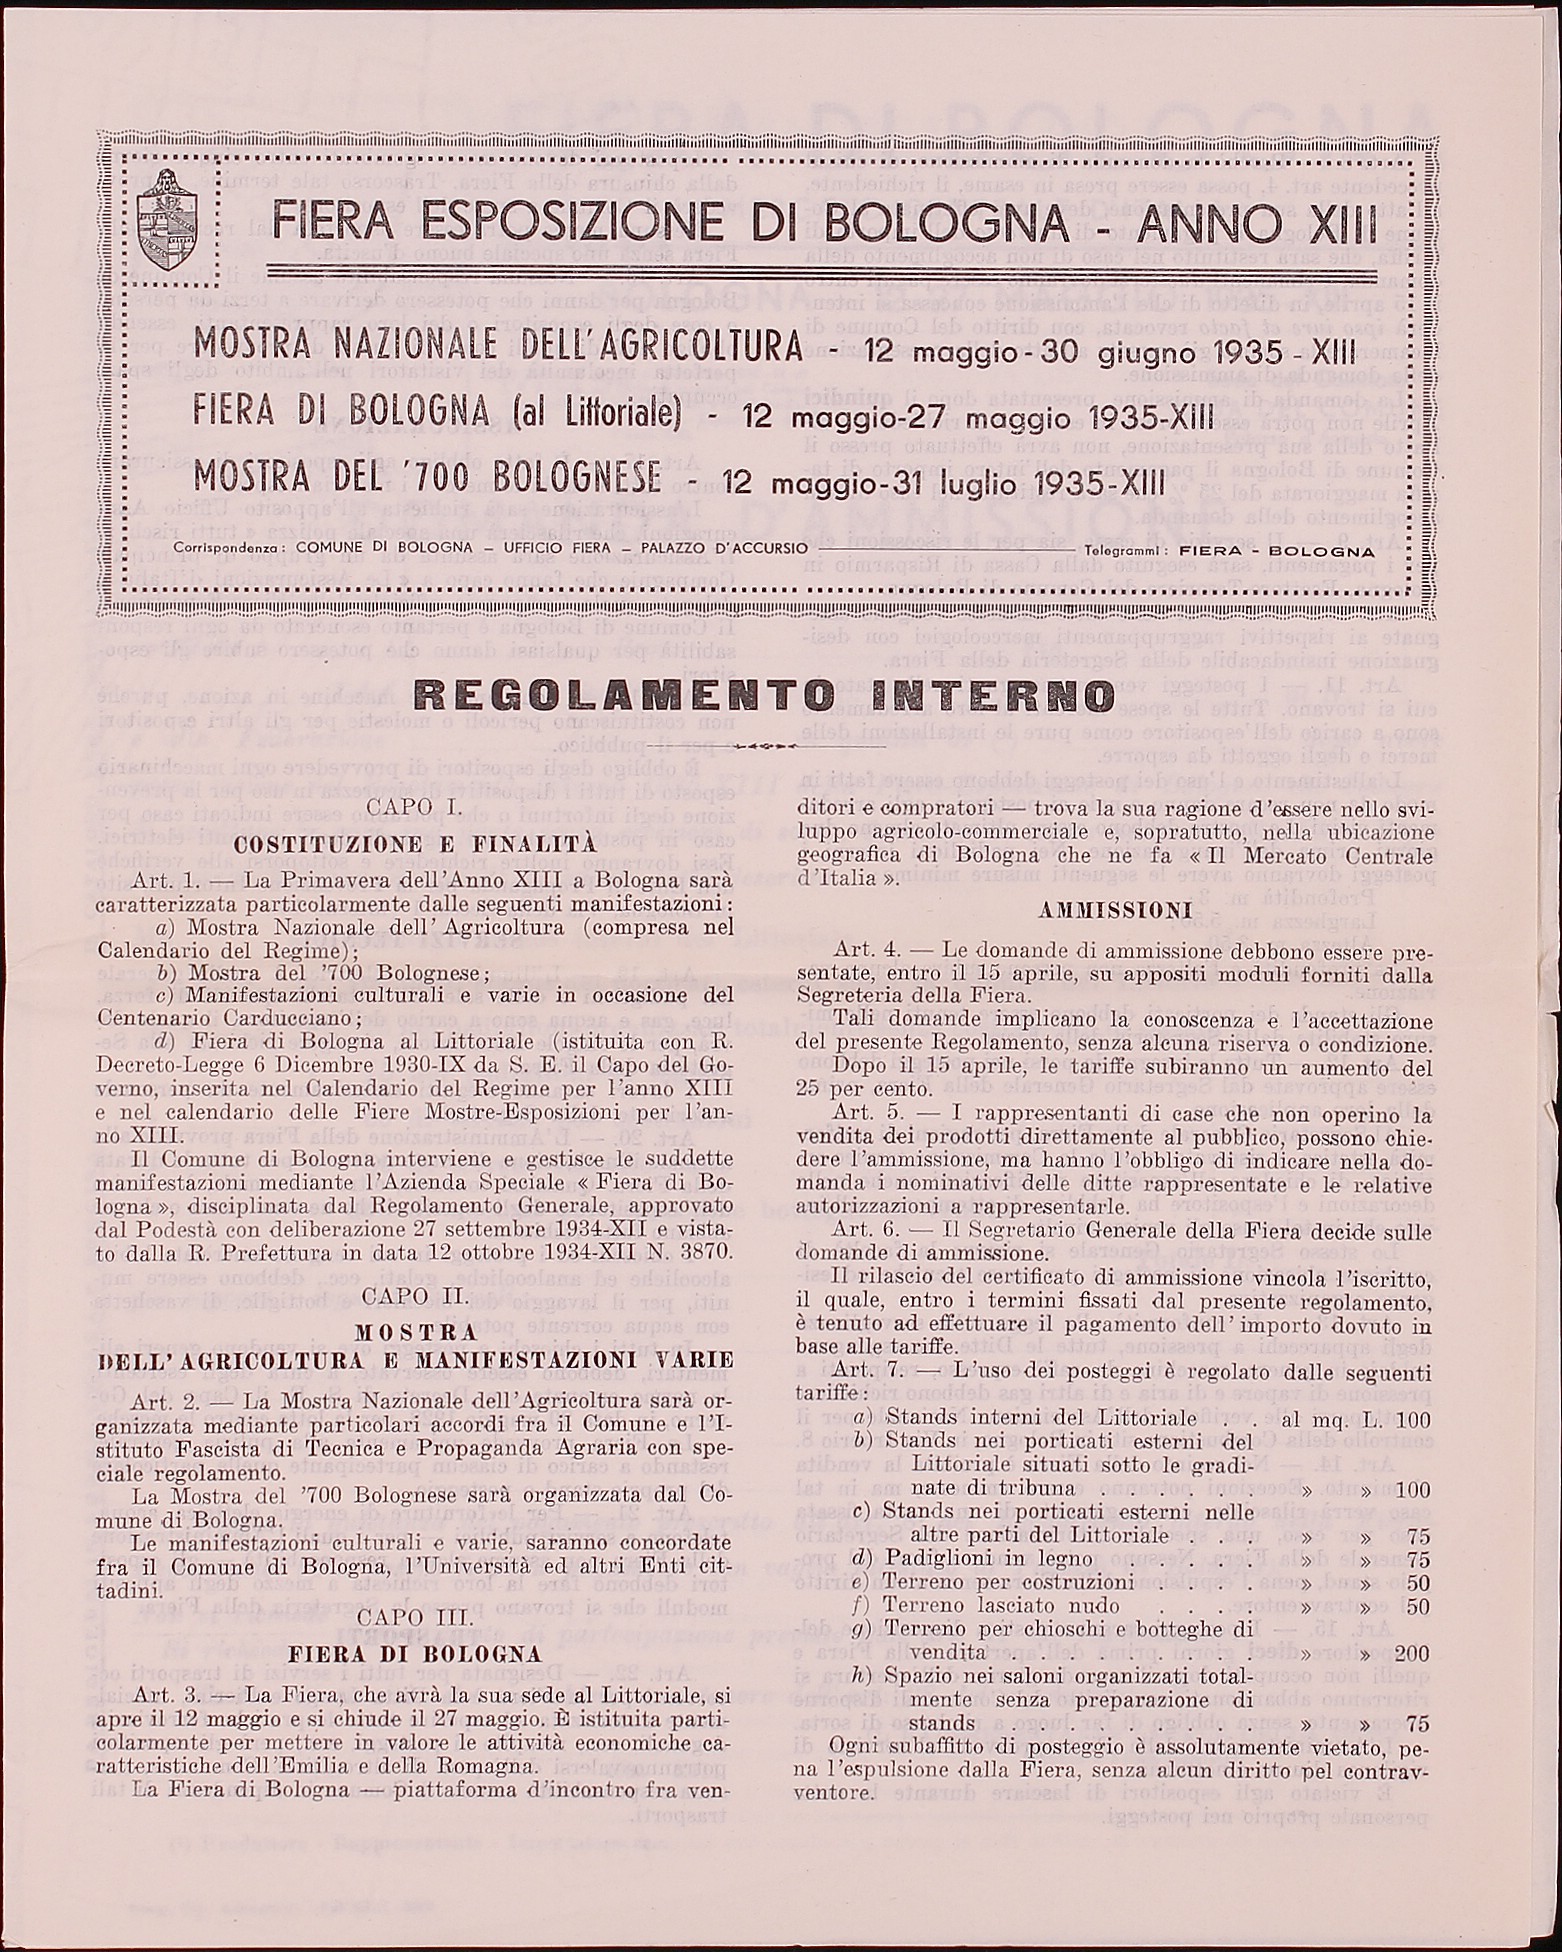 FIERA ESPOSIZIONE DI BOLOGNA - ANNO XIII
MOSTRA NAZIONALE DELL'AGRICOLTURA - 12 maggio - 30 giugno 1935 - XIII
FIERA DI BOLOGNA (al Littoriale) - 12 maggio-27 maggio 1935-XIII
MOSTRA DEL '700 BOLOGNESE - 12 maggio-31 luglio 1935-XIII
Corrispondenza: COMUNE DI BOLOGNA – UFFICIO FIERA – PALAZZO D'ACCURSIO — Telegrammi: FIERA - BOLOGNA
REGOLAMENTO INTERNO
CAPO I.
COSTITUZIONE E FINALITÀ
Art. 1. — La Primavera dell'Anno XIII a Bologna sarà
caratterizzata particolarmente dalle seguenti manifestazioni:
a) Mostra Nazionale dell'Agricoltura (compresa nel
Calendario del Regime);
b) Mostra del '700 Bolognese;
c) Manifestazioni culturali e varie in occasione del
Centenario Carducciano;
d) Fiera di Bologna al Littoriale (istituita con R.
Decreto-Legge 6 Dicembre 1930-IX da S. E. il Capo del Go-
verno, inserita nel Calendario del Regime per l'anno XIII
e nel calendario delle Fiere Mostre-Esposizioni per l'an-
no XIII.
Il Comune di Bologna interviene e gestisce le suddette
manifestazioni mediante l'Azienda Speciale « Fiera di Bo-
logna », disciplinata dal Regolamento Generale, approvato
dal Podestà con deliberazione 27 settembre 1934-XII e vista-
to dalla R. Prefettura in data 12 ottobre 1934-XII N. 3870.
CAPO II.
MOSTRA
DELL'AGRICOLTURA E MANIFESTAZIONI VARIE
Art. 2. — La Mostra Nazionale dell'Agricoltura sarà or-
ganizzata mediante particolari accordi fra il Comune e l'I-
stituto Fascista di Tecnica e Propaganda Agraria con spe-
ciale regolamento.
La Mostra del '700 Bolognese sarà organizzata dal Co-
mune di Bologna.
Le manifestazioni culturali e varie, saranno concordate
fra il Comune di Bologna, l'Università ed altri Enti cit-
tadini.
CAPO III.
FIERA DI BOLOGNA
Art. 3. — La Fiera, che avrà la sua sede al Littoriale, si
apre il 12 maggio e si chiude il 27 maggio. È istituita parti-
colarmente per mettere in valore le attività economiche ca-
ratteristiche dell'Emilia e della Romagna.
La Fiera di Bologna — piattaforma d'incontro fra ven-
ditori e compratori — trova la sua ragione d'essere nello svi-
luppo agricolo-commerciale e, sopratutto, nella ubicazione
geografica di Bologna che ne fa « Il Mercato Centrale
d'Italia ».
AMMISSIONI
Art. 4. — Le domande di ammissione debbono essere pre-
sentate, entro il 15 aprile, su appositi moduli forniti dalla
Segreteria della Fiera.
Tali domande implicano la conoscenza e l'accettazione
del presente Regolamento, senza alcuna riserva o condizione.
Dopo il 15 aprile, le tariffe subiranno un aumento del
25 per cento.
Art. 5. — I rappresentanti di case che non operino la
vendita dei prodotti direttamente al pubblico, possono chie-
dere l'ammissione, ma hanno l'obbligo di indicare nella do-
manda i nominativi delle ditte rappresentate e le relative
autorizzazioni a rappresentarle.
Art. 6. — Il Segretario Generale della Fiera decide sulle
domande di ammissione.
Il rilascio del certificato di ammissione vincola l'iscritto,
il quale, entro i termini fissati dal presente regolamento,
è tenuto ad effettuare il pagamento dell'importo dovuto in
base alle tariffe.
Art. 7. — L'uso dei posteggi è regolato dalle seguenti
tariffe:
a) Stands interni del Littoriale . . al mq. L. 100
b) Stands nei porticati esterni del
Littoriale situati sotto le gradi-
nate di tribuna . . . . . . » » 100
c) Stands nei porticati esterni nelle
altre parti del Littoriale . . . » » 75
d) Padiglioni in legno . . . . . » » 75
e) Terreno per costruzioni . . . . » » 50
f) Terreno lasciato nudo . . . . » » 50
g) Terreno per chioschi e botteghe di
vendita . . . . . . . . . » » 200
h) Spazio nei saloni organizzati total-
mente senza preparazione di
stands . . . . . . . . . » » 75
Ogni subaffitto di posteggio è assolutamente vietato, pe-
na l'espulsione dalla Fiera, senza alcun diritto pel contrav-
ventore.